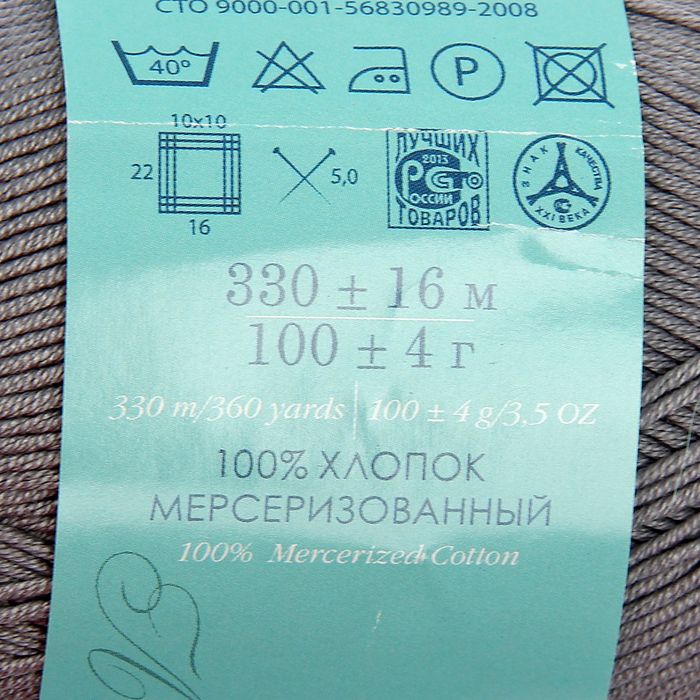 СТО 9000-001-56830989-2008
40°
P
10x10
22
16
5,0
ЛУЧШИХ
2013
РОССИИ
ТОВАРОВ
ЗНАК КАЧЕСТВА
XXI ВЕКА
330 ± 16 м
100 ± 4 г
330 m/360 yards | 100 ± 4 g/3,5 OZ
100% ХЛОПОК
МЕРСЕРИЗОВАННЫЙ
100% Mercerized Cotton